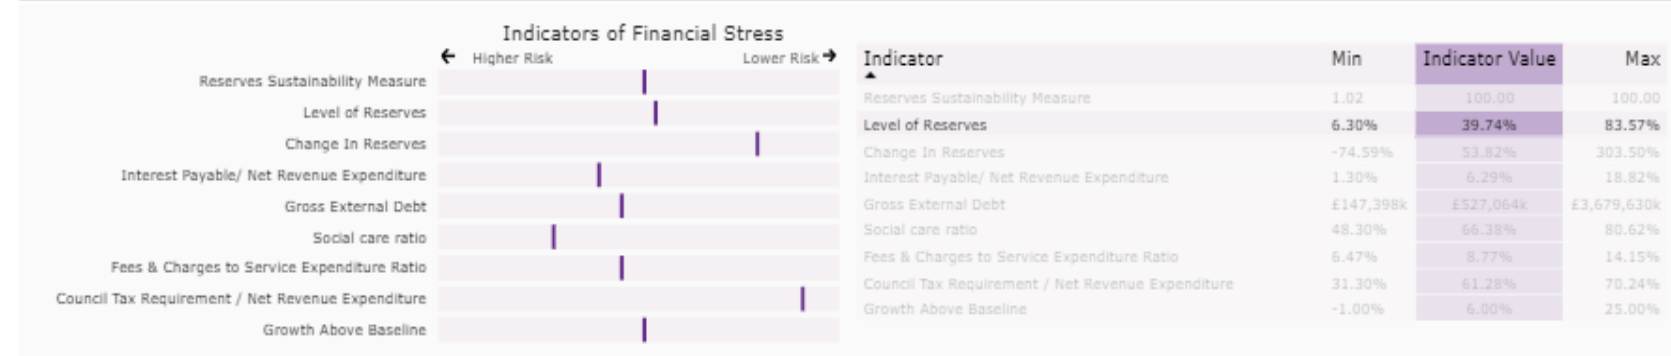 Indicators of Financial Stress
← Higher Risk Lower Risk →
Reserves Sustainability Measure
Level of Reserves
Change In Reserves
Interest Payable/ Net Revenue Expenditure
Gross External Debt
Social care ratio
Fees & Charges to Service Expenditure Ratio
Council Tax Requirement / Net Revenue Expenditure
Growth Above Baseline
Indicator Min Indicator Value Max
Reserves Sustainability Measure 1.02 100.00 100.00
Level of Reserves 6.30% 39.74% 83.57%
Change In Reserves -74.59% 53.82% 303.50%
Interest Payable/ Net Revenue Expenditure 1.30% 6.29% 18.82%
Gross External Debt £147,398k £527,064k £3,679,630k
Social care ratio 48.30% 66.38% 80.62%
Fees & Charges to Service Expenditure Ratio 6.47% 8.77% 14.15%
Council Tax Requirement / Net Revenue Expenditure 31.30% 61.28% 70.24%
Growth Above Baseline -1.00% 6.00% 25.00%